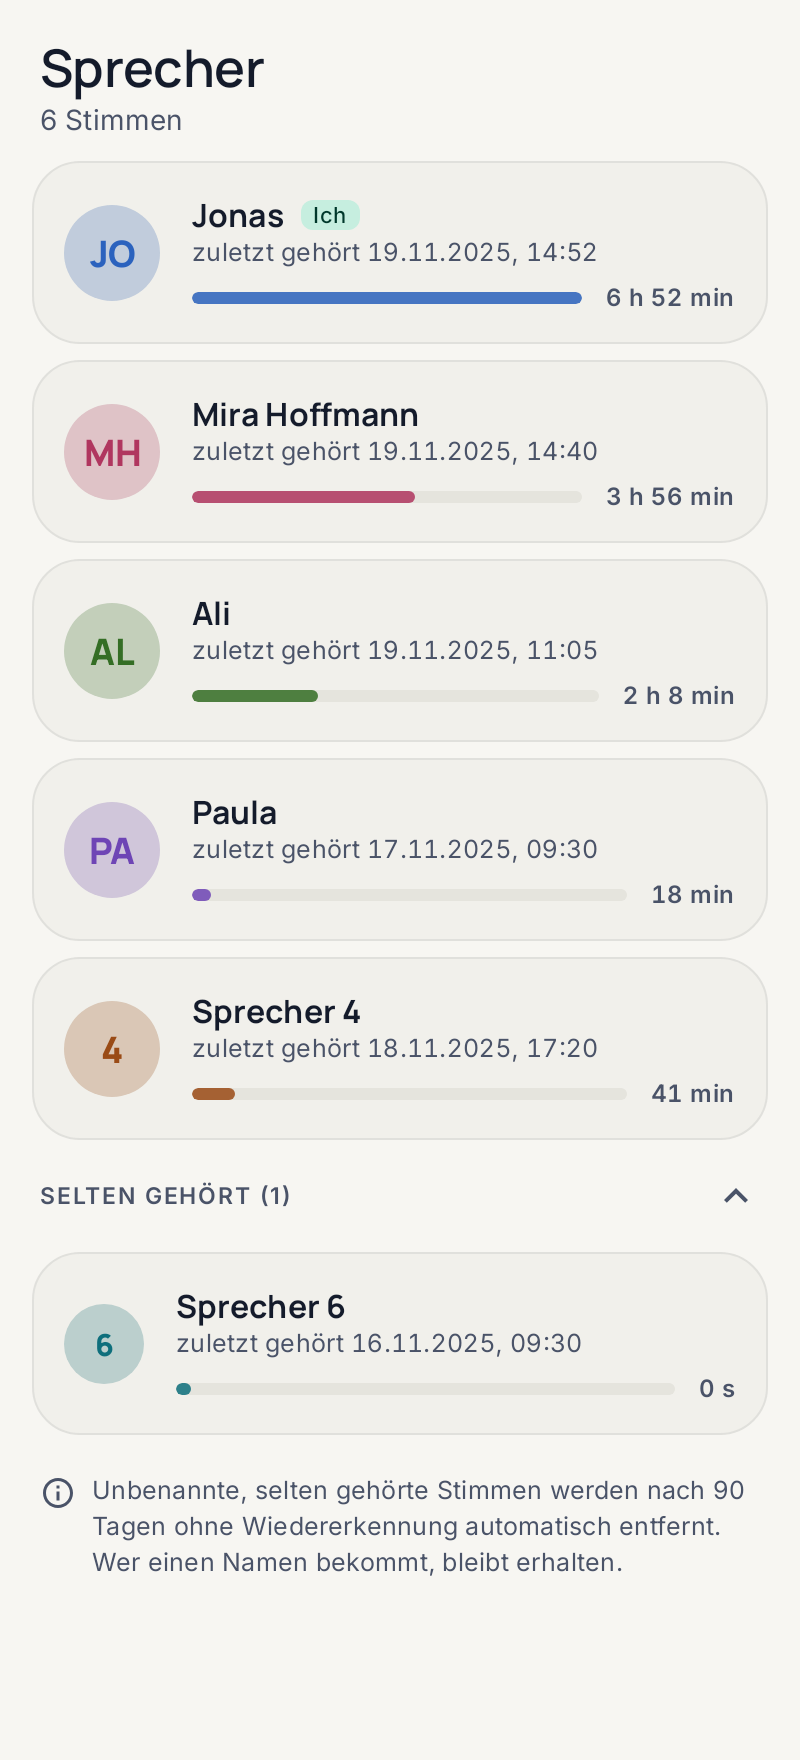 Sprecher
6 Stimmen
JO
Jonas Ich
zuletzt gehört 19.11.2025, 14:52
6 h 52 min
MH
Mira Hoffmann
zuletzt gehört 19.11.2025, 14:40
3 h 56 min
AL
Ali
zuletzt gehört 19.11.2025, 11:05
2 h 8 min
PA
Paula
zuletzt gehört 17.11.2025, 09:30
18 min
4
Sprecher 4
zuletzt gehört 18.11.2025, 17:20
41 min
SELTEN GEHÖRT (1)
6
Sprecher 6
zuletzt gehört 16.11.2025, 09:30
0 s
Unbenannte, selten gehörte Stimmen werden nach 90
Tagen ohne Wiedererkennung automatisch entfernt.
Wer einen Namen bekommt, bleibt erhalten.